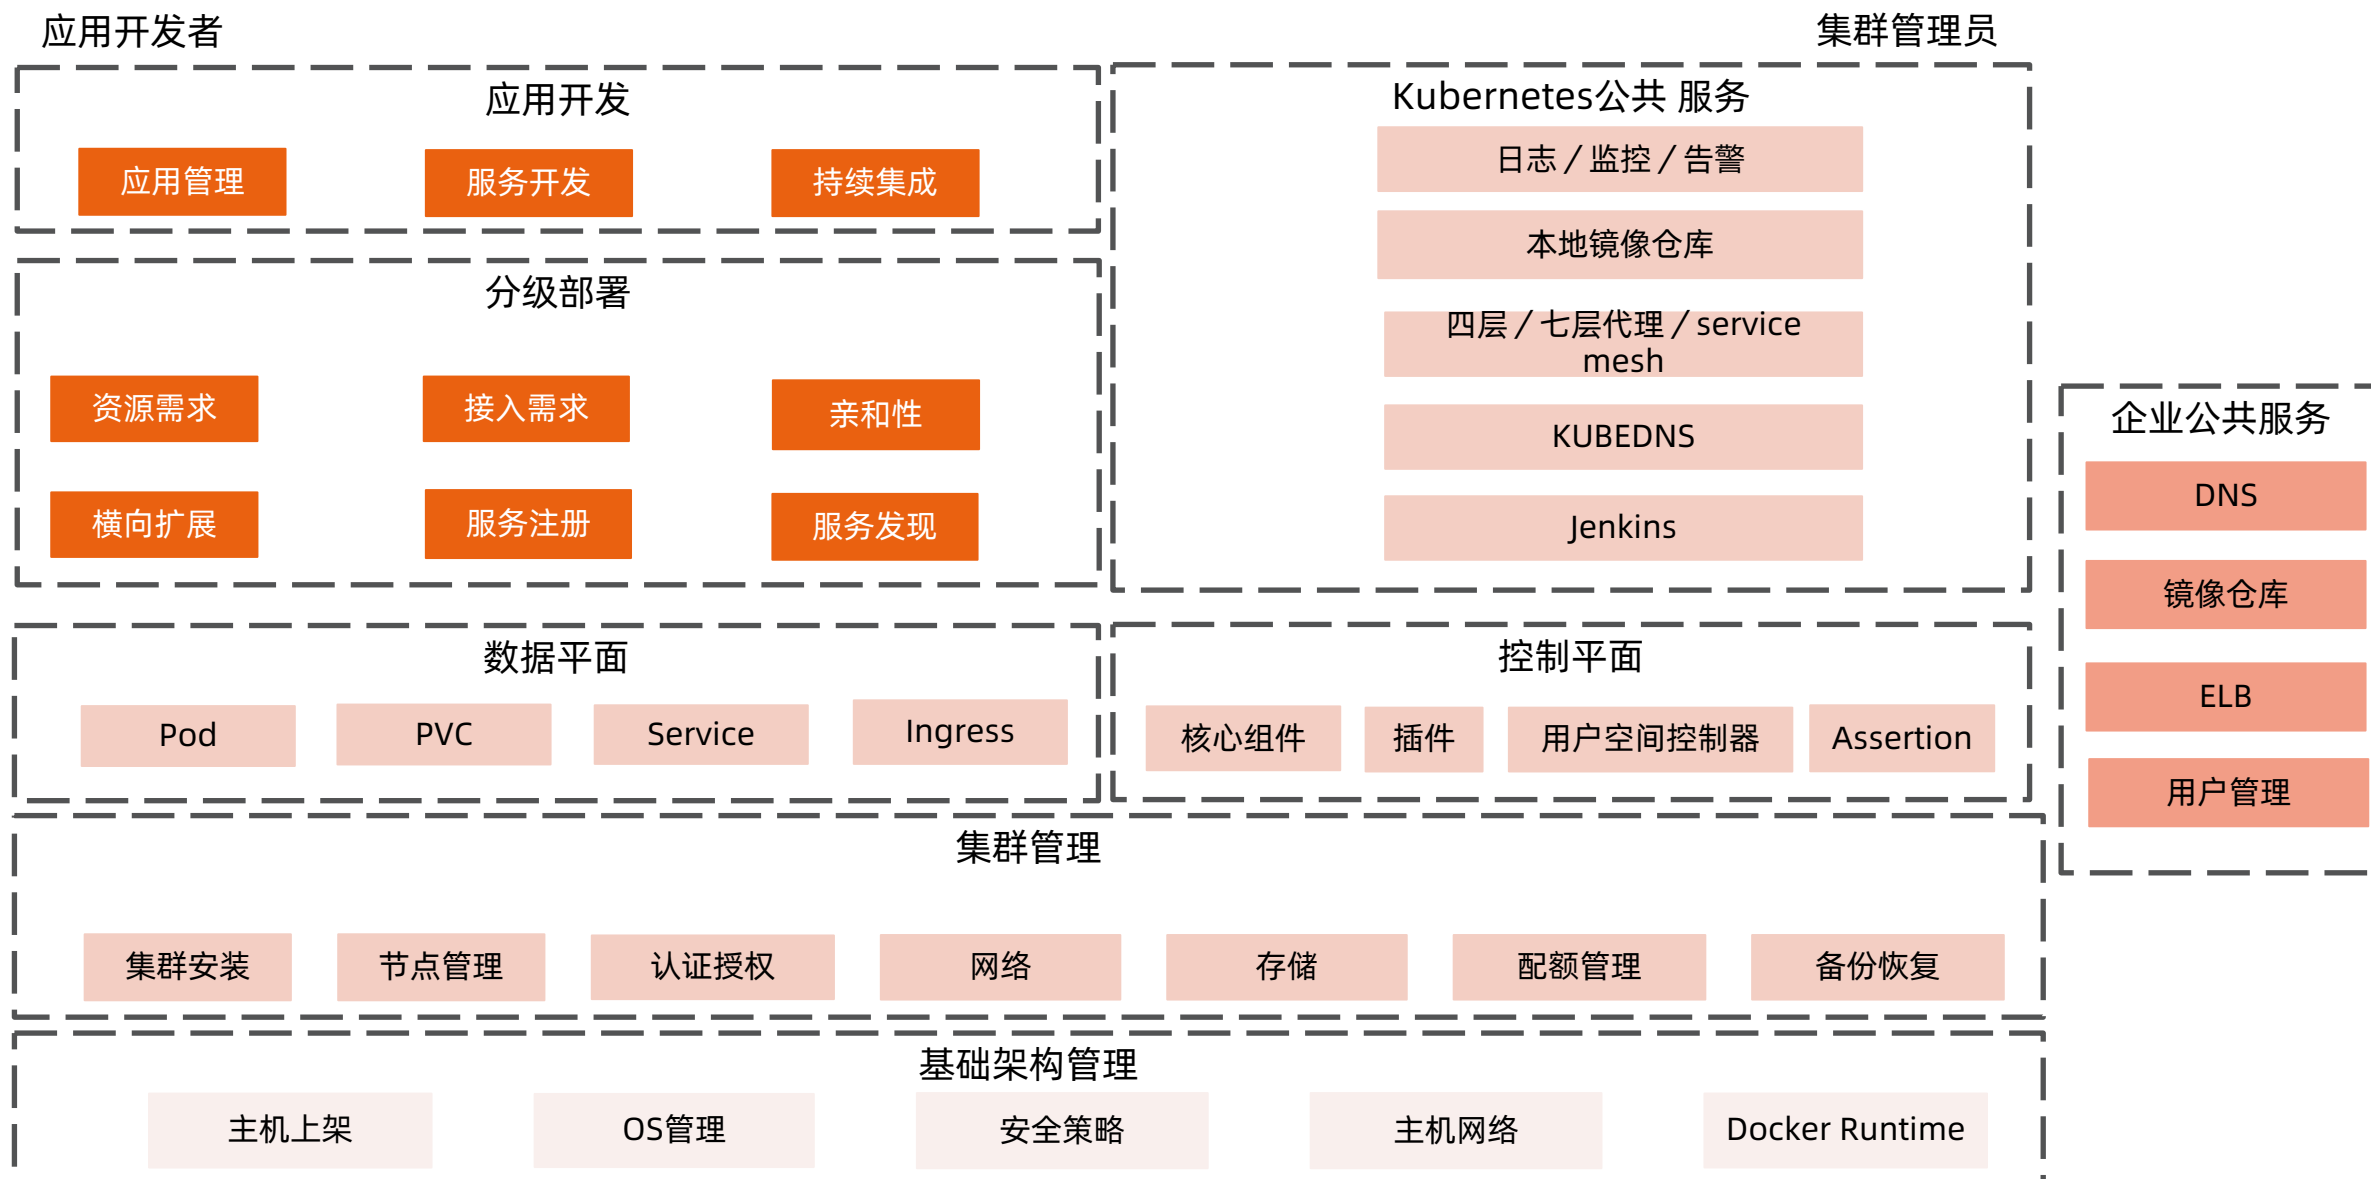 应用开发者
集群管理员
应用开发
应用管理
服务开发
持续集成
分级部署
资源需求
接入需求
亲和性
横向扩展
服务注册
服务发现
Kubernetes公共 服务
日志/监控/告警
本地镜像仓库
四层/七层代理/service
mesh
KUBEDNS
Jenkins
企业公共服务
DNS
镜像仓库
ELB
用户管理
数据平面
Pod
PVC
Service
Ingress
控制平面
核心组件
插件
用户空间控制器
Assertion
集群管理
集群安装
节点管理
认证授权
网络
存储
配额管理
备份恢复
基础架构管理
主机上架
OS管理
安全策略
主机网络
Docker Runtime